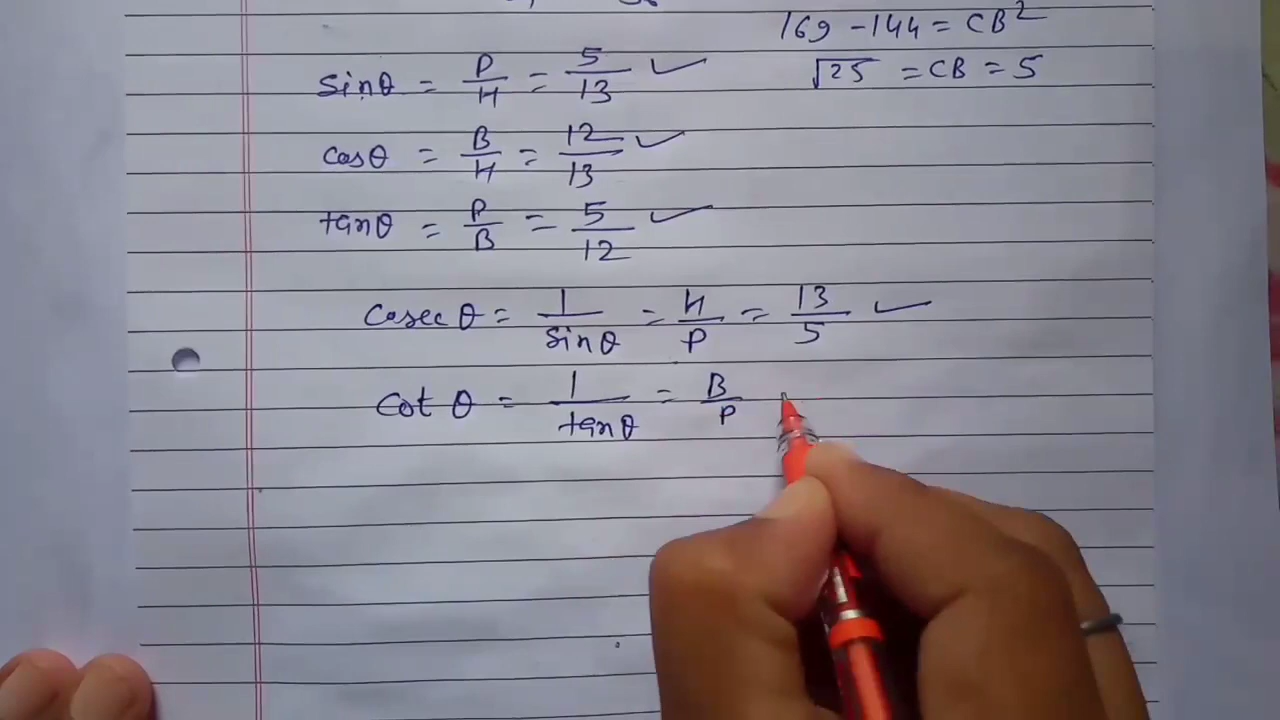 169 - 144 = CB²
sinθ = P/H = 5/13 ✓
√25 = CB = 5
cosθ = B/H = 12/13 ✓
tanθ = P/B = 5/12 ✓
Cosec θ = 1/sinθ = H/P = 13/5 ✓
Cot θ = 1/tanθ = B/P